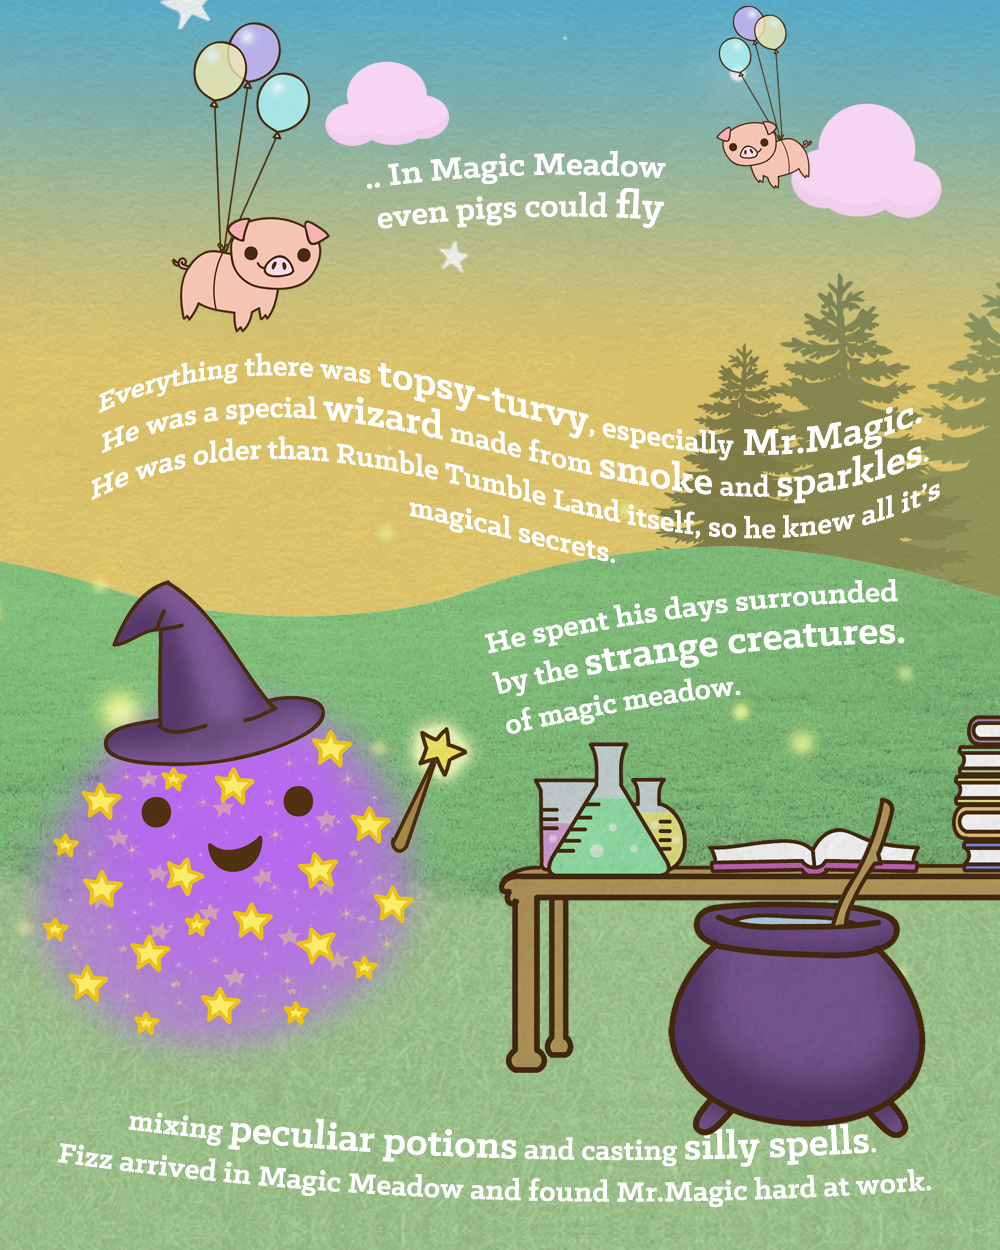 .. In Magic Meadow
even pigs could fly
Everything there was topsy-turvy, especially Mr.Magic.
He was a special wizard made from smoke and sparkles.
He was older than Rumble Tumble Land itself, so he knew all it's
magical secrets.
He spent his days surrounded
by the strange creatures.
of magic meadow.
mixing peculiar potions and casting silly spells.
Fizz arrived in Magic Meadow and found Mr.Magic hard at work.